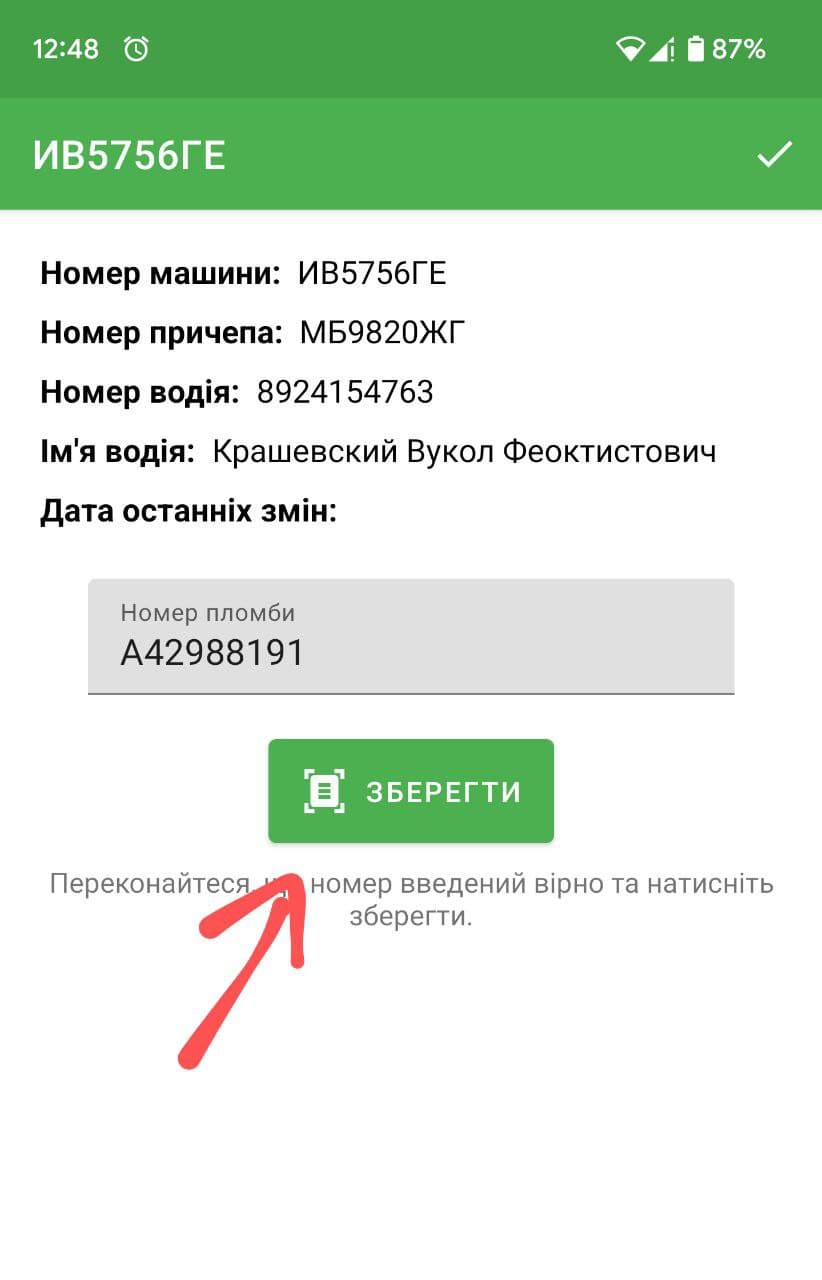 12:48 87%
ИВ5756ГЕ
Номер машини: ИВ5756ГЕ
Номер причепа: МБ9820ЖГ
Номер водія: 8924154763
Ім'я водія: Крашевский Вукол Феоктистович
Дата останніх змін:
Номер пломби
А42988191
ЗБЕРЕГТИ
Переконайтеся, номер введений вірно та натисніть
зберегти.